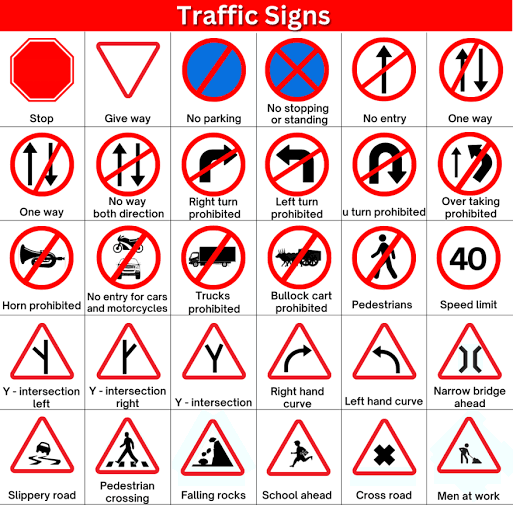 Traffic Signs
Stop
Give way
No parking
No stopping
or standing
No entry
One way
One way
No way
both direction
Right turn
prohibited
Left turn
prohibited
u turn prohibited
Over taking
prohibited
Horn prohibited
No entry for cars
and motorcycles
Trucks
prohibited
Bullock cart
prohibited
Pedestrians
40
Speed limit
Y - intersection
left
Y - intersection
right
Y - intersection
Right hand
curve
Left hand curve
Narrow bridge
ahead
Slippery road
Pedestrian
crossing
Falling rocks
School ahead
Cross road
Men at work